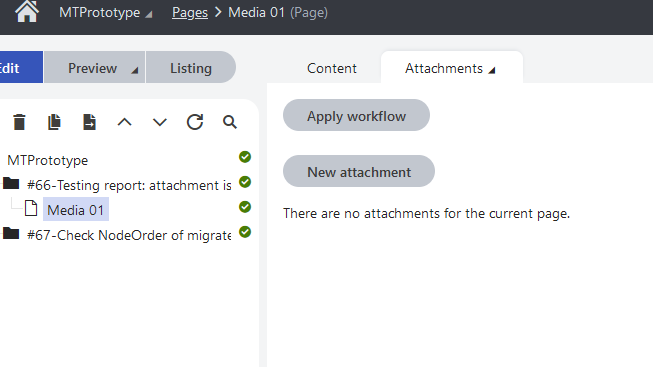 MTPrototype Pages > Media 01 (Page)
Edit Preview Listing
Content Attachments
Apply workflow
New attachment
There are no attachments for the current page.
MTPrototype
#66-Testing report: attachment is
Media 01
#67-Check NodeOrder of migrate